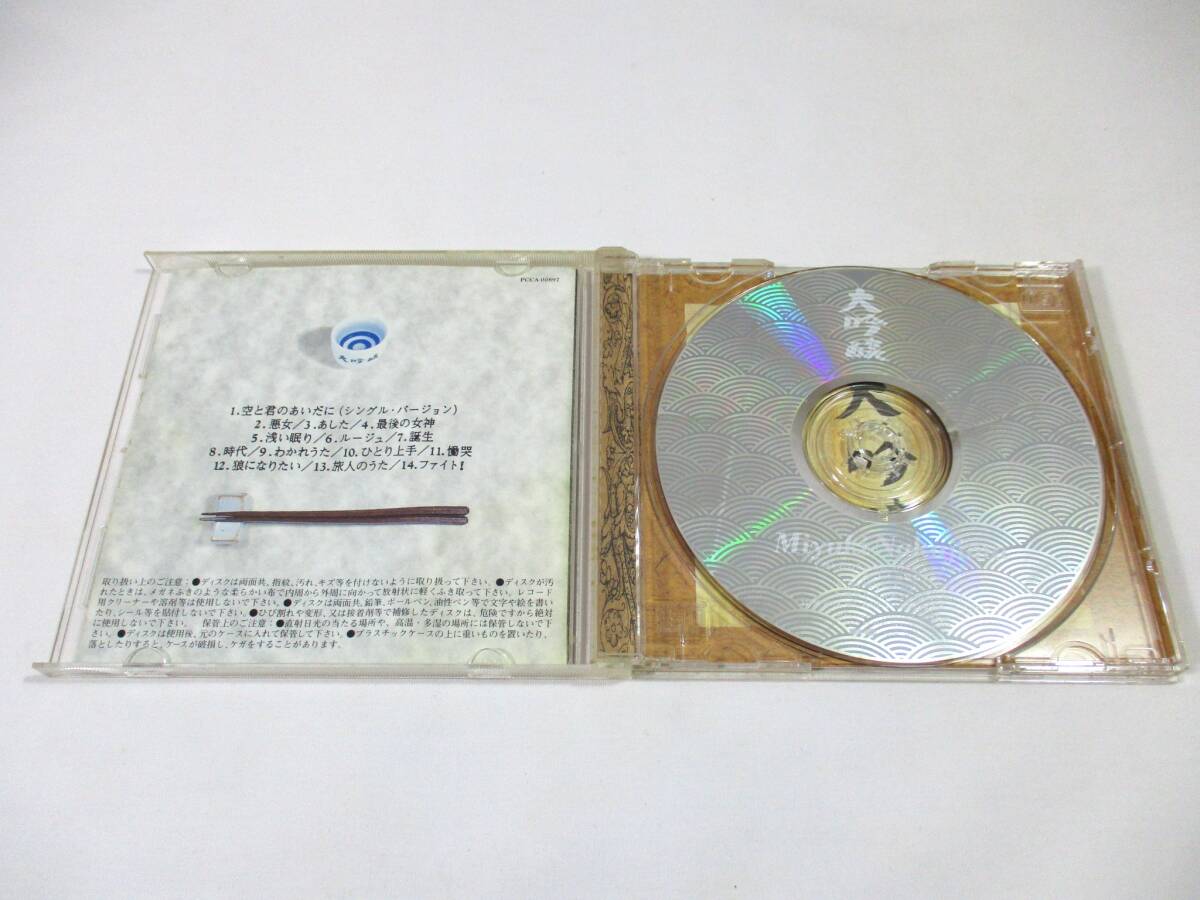 PCCA-00892
大吟醸
1.空と君のあいだに(シングル・バージョン)
2.悪女/3.あした/4.最後の女神
5.浅い眠り/6.ルージュ/7.誕生
8.時代/9.わかれうた/10.ひとり上手/11.慟哭
12.狼になりたい/13.旅人のうた/14.ファイト!
取り扱い上のご注意:●ディスクは両面共、指紋、汚れ、キズ等を付けないように取り扱って下さい。●ディスクが汚
れたときは、メガネふきのような柔らかい布で内周から外周に向かって放射状に軽くふき取って下さい。レコード
用クリーナーや溶剤等は使用しないで下さい。●ディスクは両面共、鉛筆、ボールペン、油性ペン等で文字や絵を書い
たり、シール等を貼付しないで下さい。●ひび割れや変形、又は接着剤等で補修したディスクは、危険ですから絶対
に使用しないで下さい。 保管上のご注意:●直射日光の当たる場所や、高温・多湿の場所には保管しないで下さ
い。●ディスクは使用後、元のケースに入れて保管して下さい。●プラスチックケースの上に重いものを置いたり、
落としたりすると、ケースが破損し、ケガをすることがあります。
大吟醸
大吟